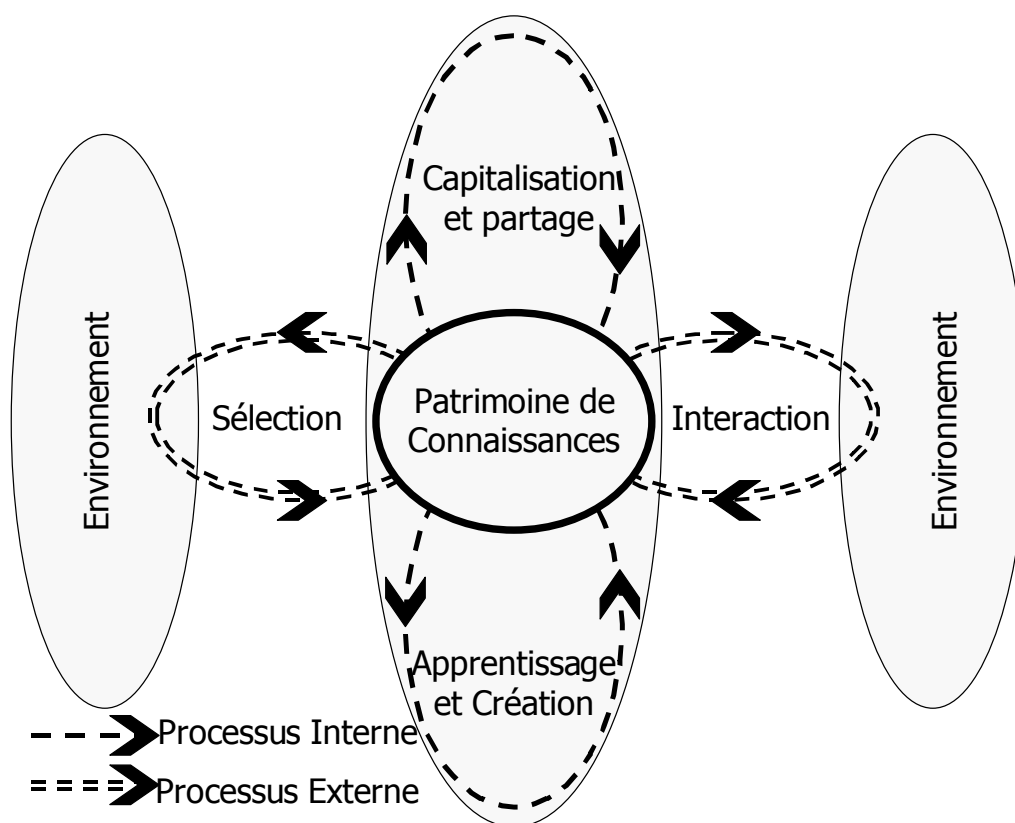 Capitalisation
et partage
Environnement
Sélection
Patrimoine de
Connaissances
Interaction
Environnement
Apprentissage
et Création
Processus Interne
Processus Externe